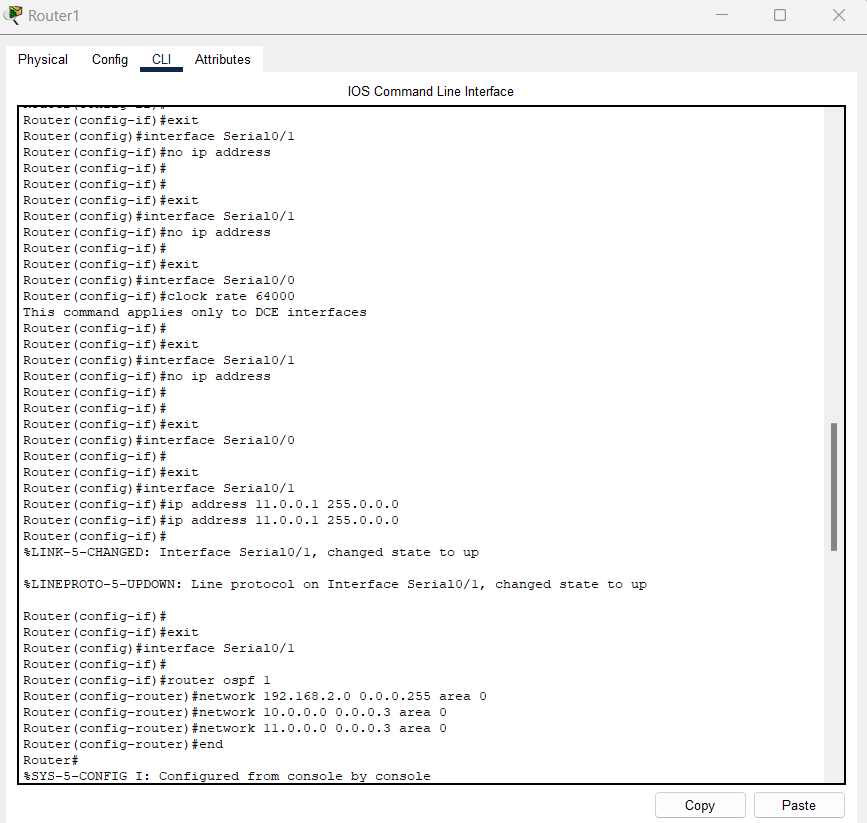 Router1
Physical Config CLI Attributes
IOS Command Line Interface
Router(config-if)#exit
Router(config)#interface Serial0/1
Router(config-if)#no ip address
Router(config-if)#
Router(config-if)#
Router(config-if)#exit
Router(config)#interface Serial0/1
Router(config-if)#no ip address
Router(config-if)#
Router(config-if)#exit
Router(config)#interface Serial0/0
Router(config-if)#clock rate 64000
This command applies only to DCE interfaces
Router(config-if)#
Router(config-if)#exit
Router(config)#interface Serial0/1
Router(config-if)#no ip address
Router(config-if)#
Router(config-if)#
Router(config-if)#exit
Router(config)#interface Serial0/0
Router(config-if)#
Router(config-if)#exit
Router(config)#interface Serial0/1
Router(config-if)#ip address 11.0.0.1 255.0.0.0
Router(config-if)#ip address 11.0.0.1 255.0.0.0
Router(config-if)#
%LINK-5-CHANGED: Interface Serial0/1, changed state to up
%LINEPROTO-5-UPDOWN: Line protocol on Interface Serial0/1, changed state to up
Router(config-if)#
Router(config-if)#exit
Router(config)#interface Serial0/1
Router(config-if)#
Router(config-if)#router ospf 1
Router(config-router)#network 192.168.2.0 0.0.0.255 area 0
Router(config-router)#network 10.0.0.0 0.0.0.3 area 0
Router(config-router)#network 11.0.0.0 0.0.0.3 area 0
Router(config-router)#end
Router#
%SYS-5-CONFIG I: Configured from console by console
Copy Paste